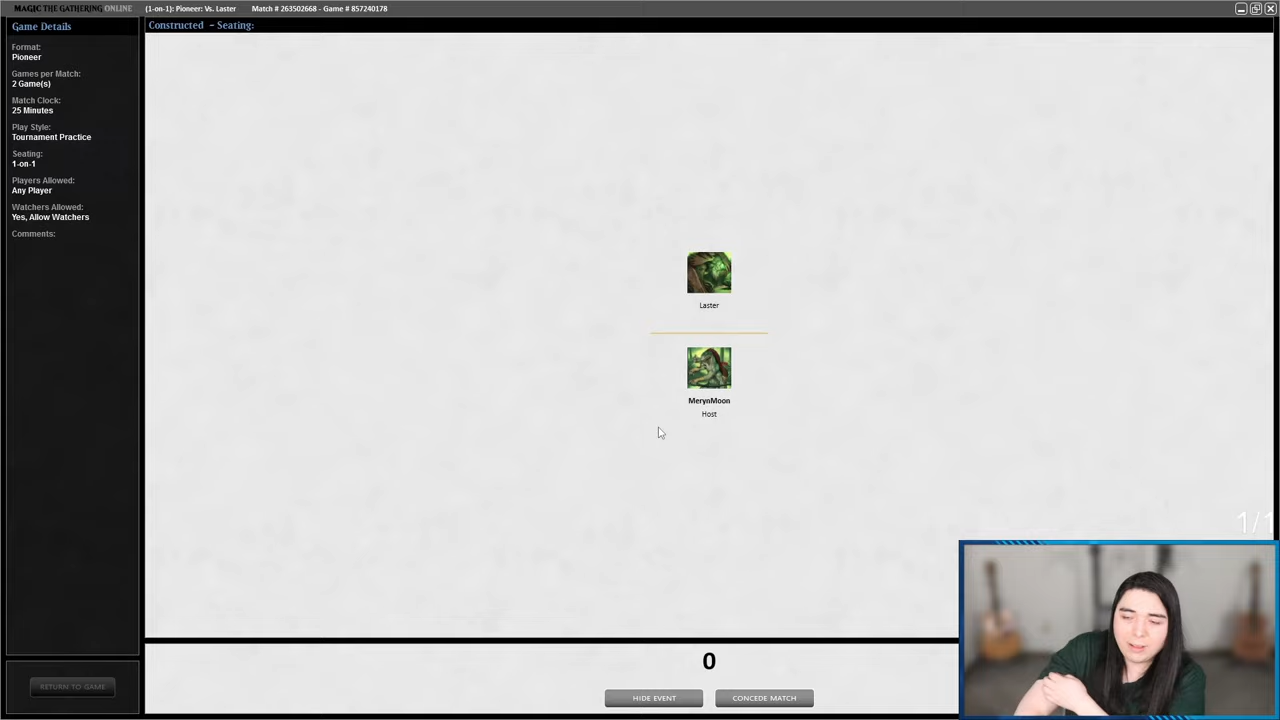 MAGIC THE GATHERING ONLINE (1-on-1): Pioneer: Vs. Laster Match # 263502668 - Game # 857240178
Game Details
Constructed - Seating:
Format:
Pioneer
Games per Match:
2 Game(s)
Match Clock:
25 Minutes
Play Style:
Tournament Practice
Seating:
1-on-1
Players Allowed:
Any Player
Watchers Allowed:
Yes, Allow Watchers
Comments:
Laster
MerynMoon
Host
1/1
0
RETURN TO GAME
HIDE EVENT
CONCEDE MATCH